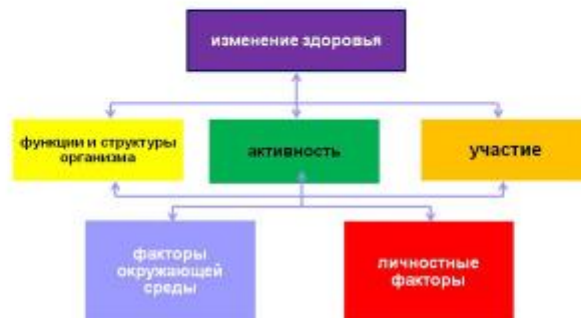 изменение здоровья
функции и структуры
организма
активность
участие
факторы
окружающей
среды
личностные
факторы